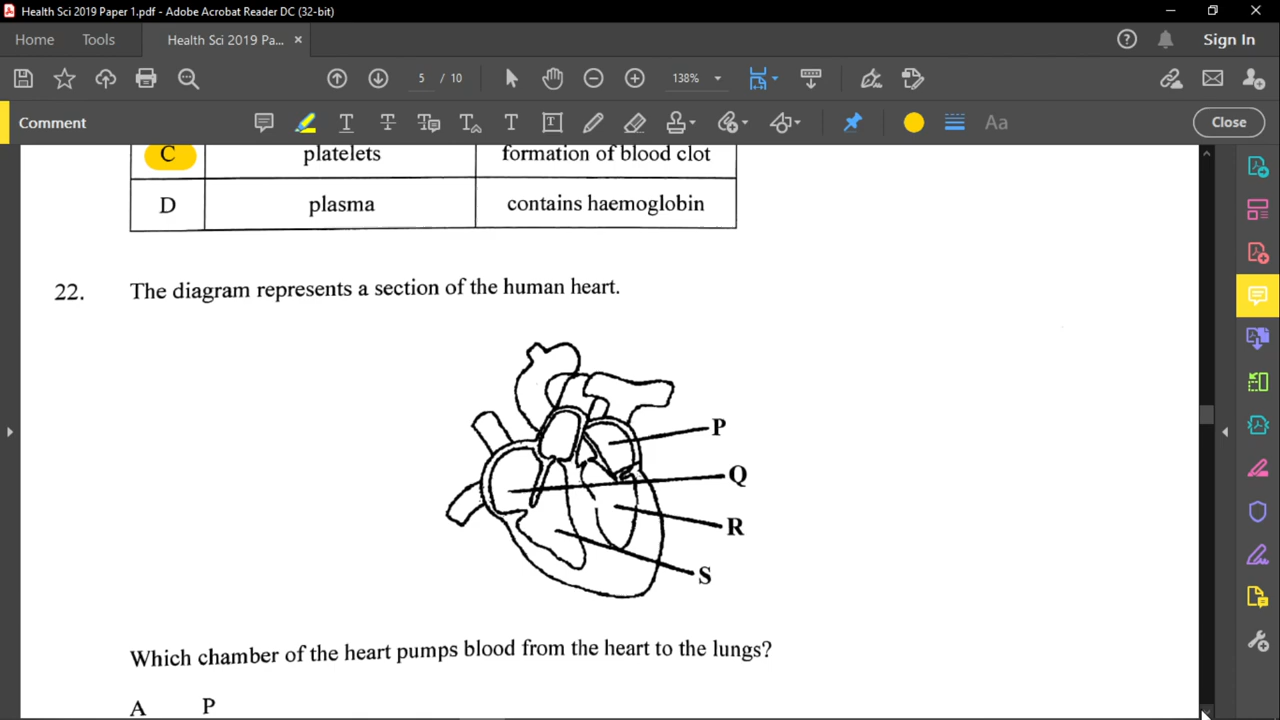 Health Sci 2019 Paper 1.pdf - Adobe Acrobat Reader DC (32-bit)
Home Tools Health Sci 2019 Pa... × Sign In
5 / 10 138%
Comment T T T T T T Aa Close
C platelets formation of blood clot
D plasma contains haemoglobin
22. The diagram represents a section of the human heart.
P
Q
R
S
Which chamber of the heart pumps blood from the heart to the lungs?
A P